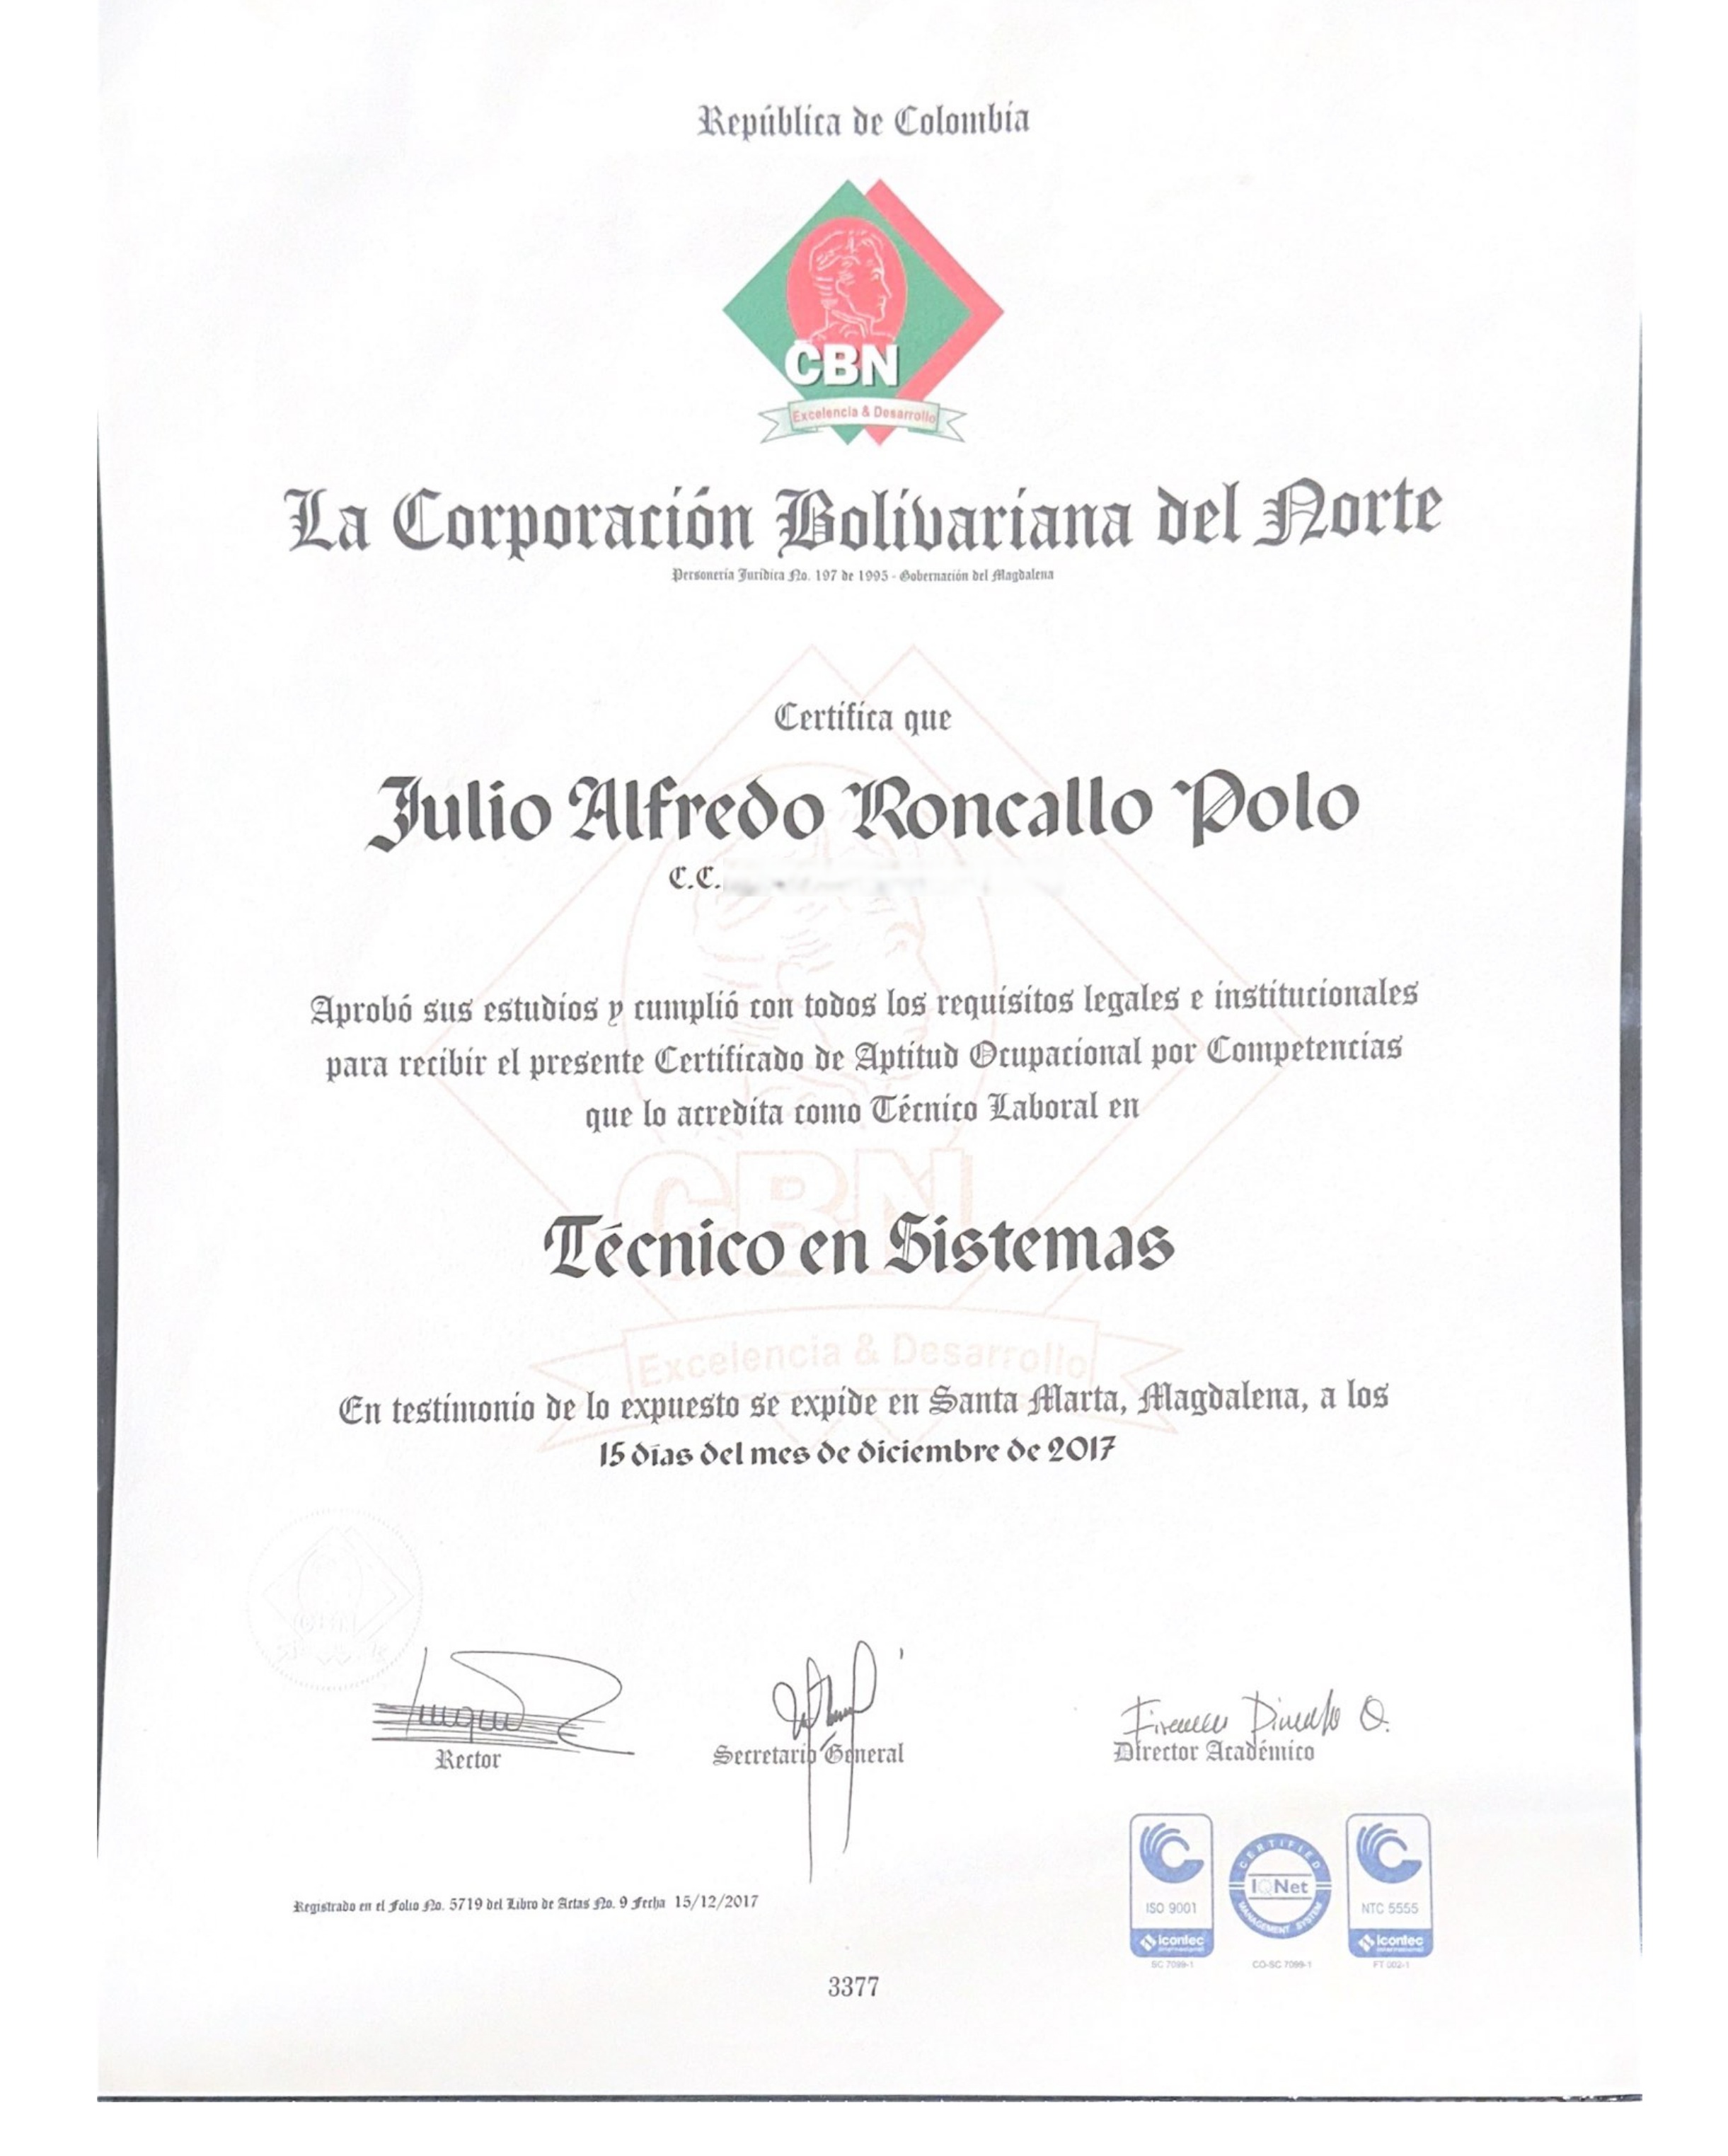 República de Colombia
CBN
Excelencia & Desarrollo
La Corporación Bolivariana del Norte
Personería Jurídica No. 197 de 1995 - Gobernación del Magdalena
Certifica que
Julio Alfredo Roncallo Polo
C.C.
Aprobó sus estudios y cumplió con todos los requisitos legales e institucionales
para recibir el presente Certificado de Aptitud Ocupacional por Competencias
que lo acredita como Técnico Laboral en
CBN
Técnico en Sistemas
Excelencia & Desarrollo
En testimonio de lo expuesto se expide en Santa Marta, Magdalena, a los
15 días del mes de diciembre de 2017
Rector
Secretario General
Director Académico
ISO 9001
CERTIFIED
IQNet
MANAGEMENT SYSTEM
NTC 5555
icontec
international
icontec
international
SC 7099-1
CO-SC 7099-1
FT 002-1
Registrado en el Folio No. 5719 del Libro de Actas No. 9 Fecha 15/12/2017
3377